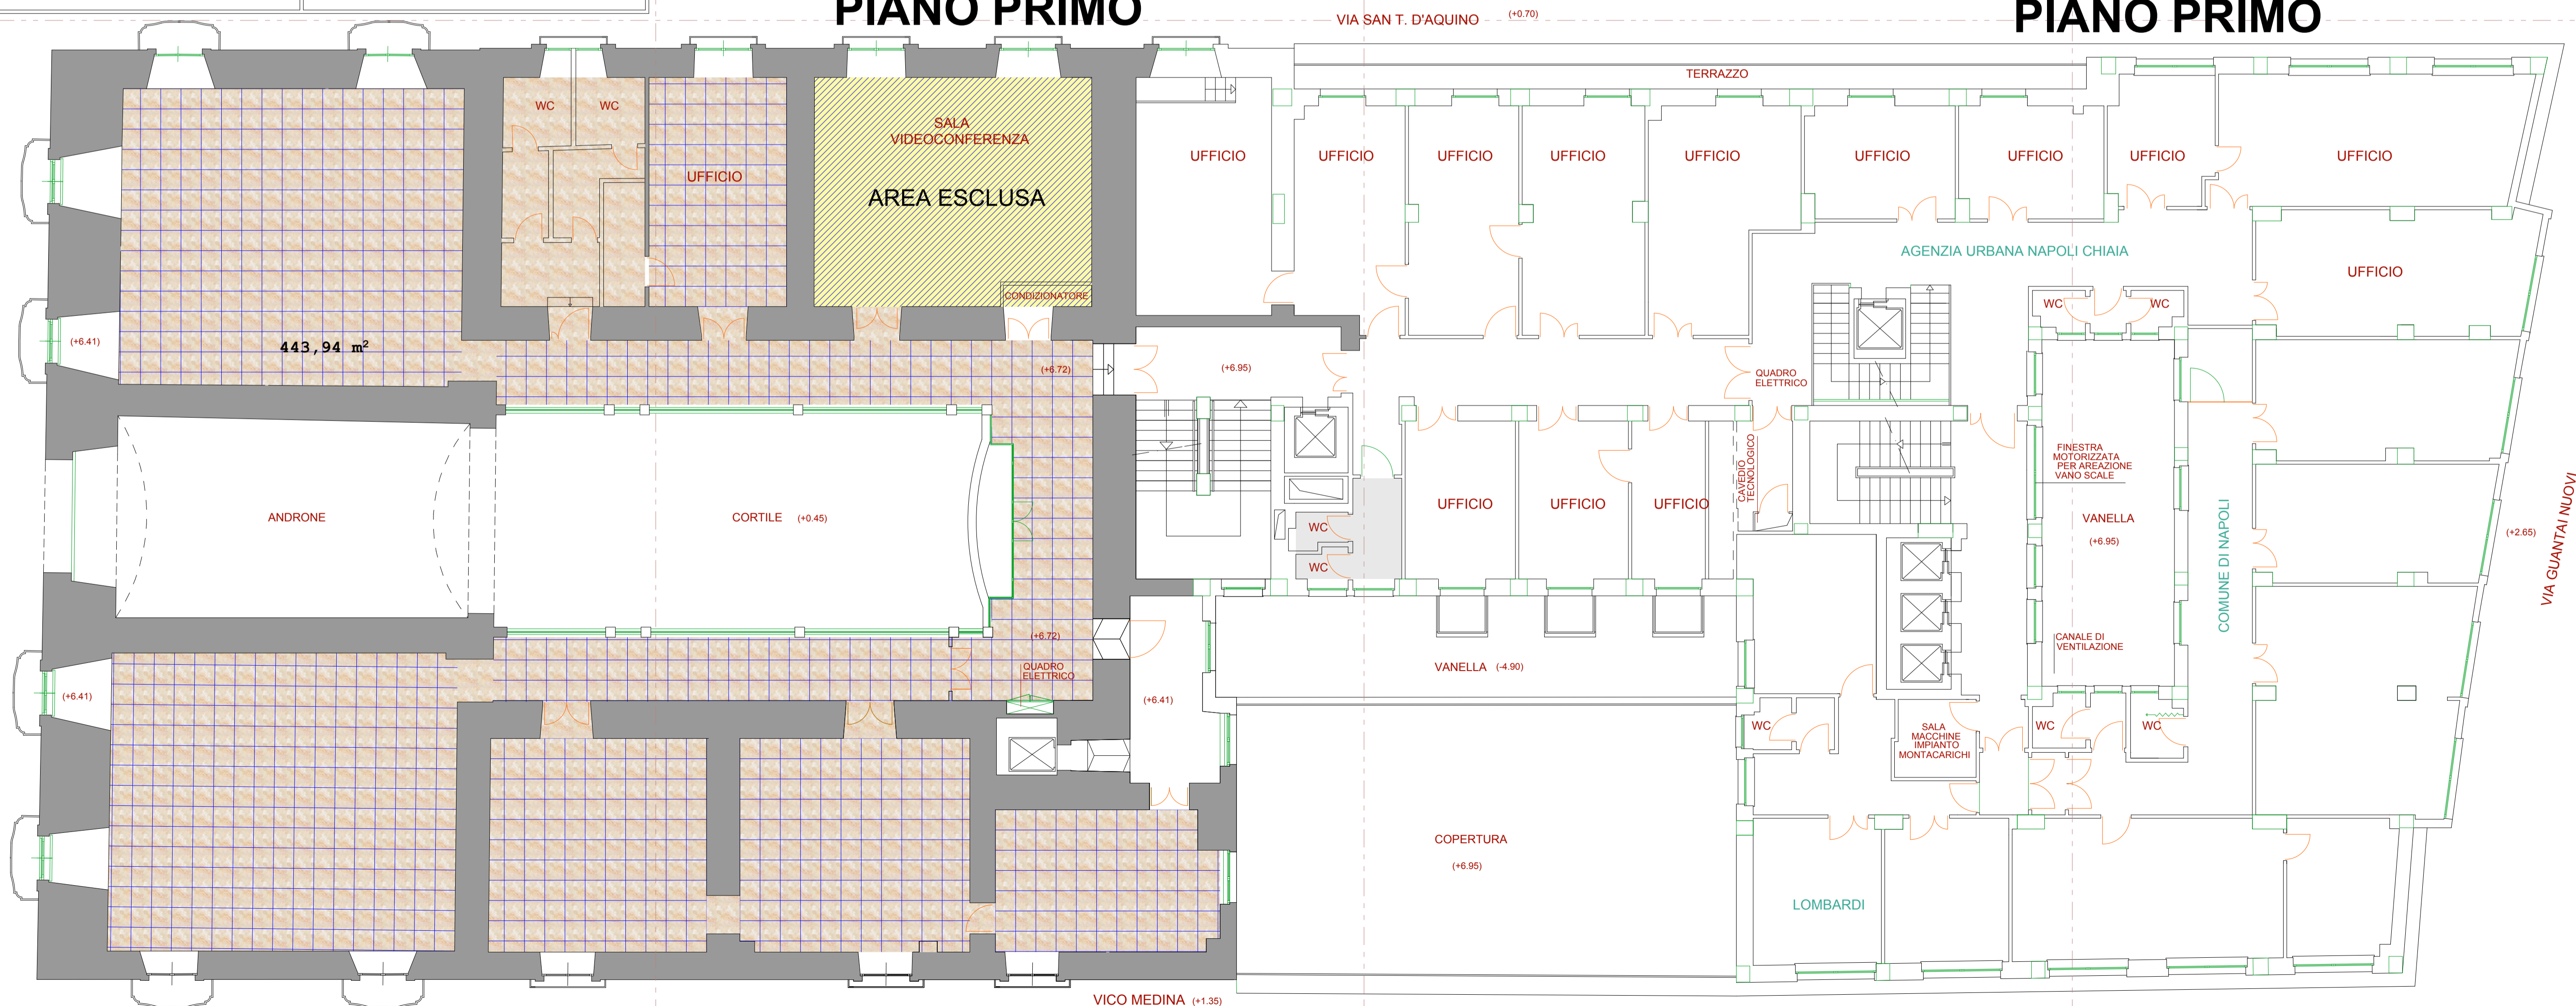 PIANO PRIMO
PIANO PRIMO
VIA SAN T. D'AQUINO (+0.70)
TERRAZZO
WC
WC
UFFICIO
SALA
VIDEOCONFERENZA
AREA ESCLUSA
CONDIZIONATORE
UFFICIO
UFFICIO
UFFICIO
UFFICIO
UFFICIO
UFFICIO
UFFICIO
UFFICIO
UFFICIO
AGENZIA URBANA NAPOLI CHIAIA
UFFICIO
WC
WC
(+6.41)
443,94 m²
(+6.72)
(+6.95)
QUADRO
ELETTRICO
ANDRONE
CORTILE (+0.45)
WC
WC
UFFICIO
UFFICIO
UFFICIO
CAVEDIO
TECNOLOGICO
FINESTRA
MOTORIZZATA
PER AREAZIONE
VANO SCALE
VANELLA
(+6.95)
COMUNE DI NAPOLI
(+2.65)
VIA GUANTAI NUOVI
(+6.72)
QUADRO
ELETTRICO
CANALE DI
VENTILAZIONE
(+6.41)
(+6.41)
VANELLA (-4.90)
WC
SALA
MACCHINE
IMPIANTO
MONTACARICHI
WC
WC
COPERTURA
(+6.95)
LOMBARDI
VICO MEDINA (+1.35)